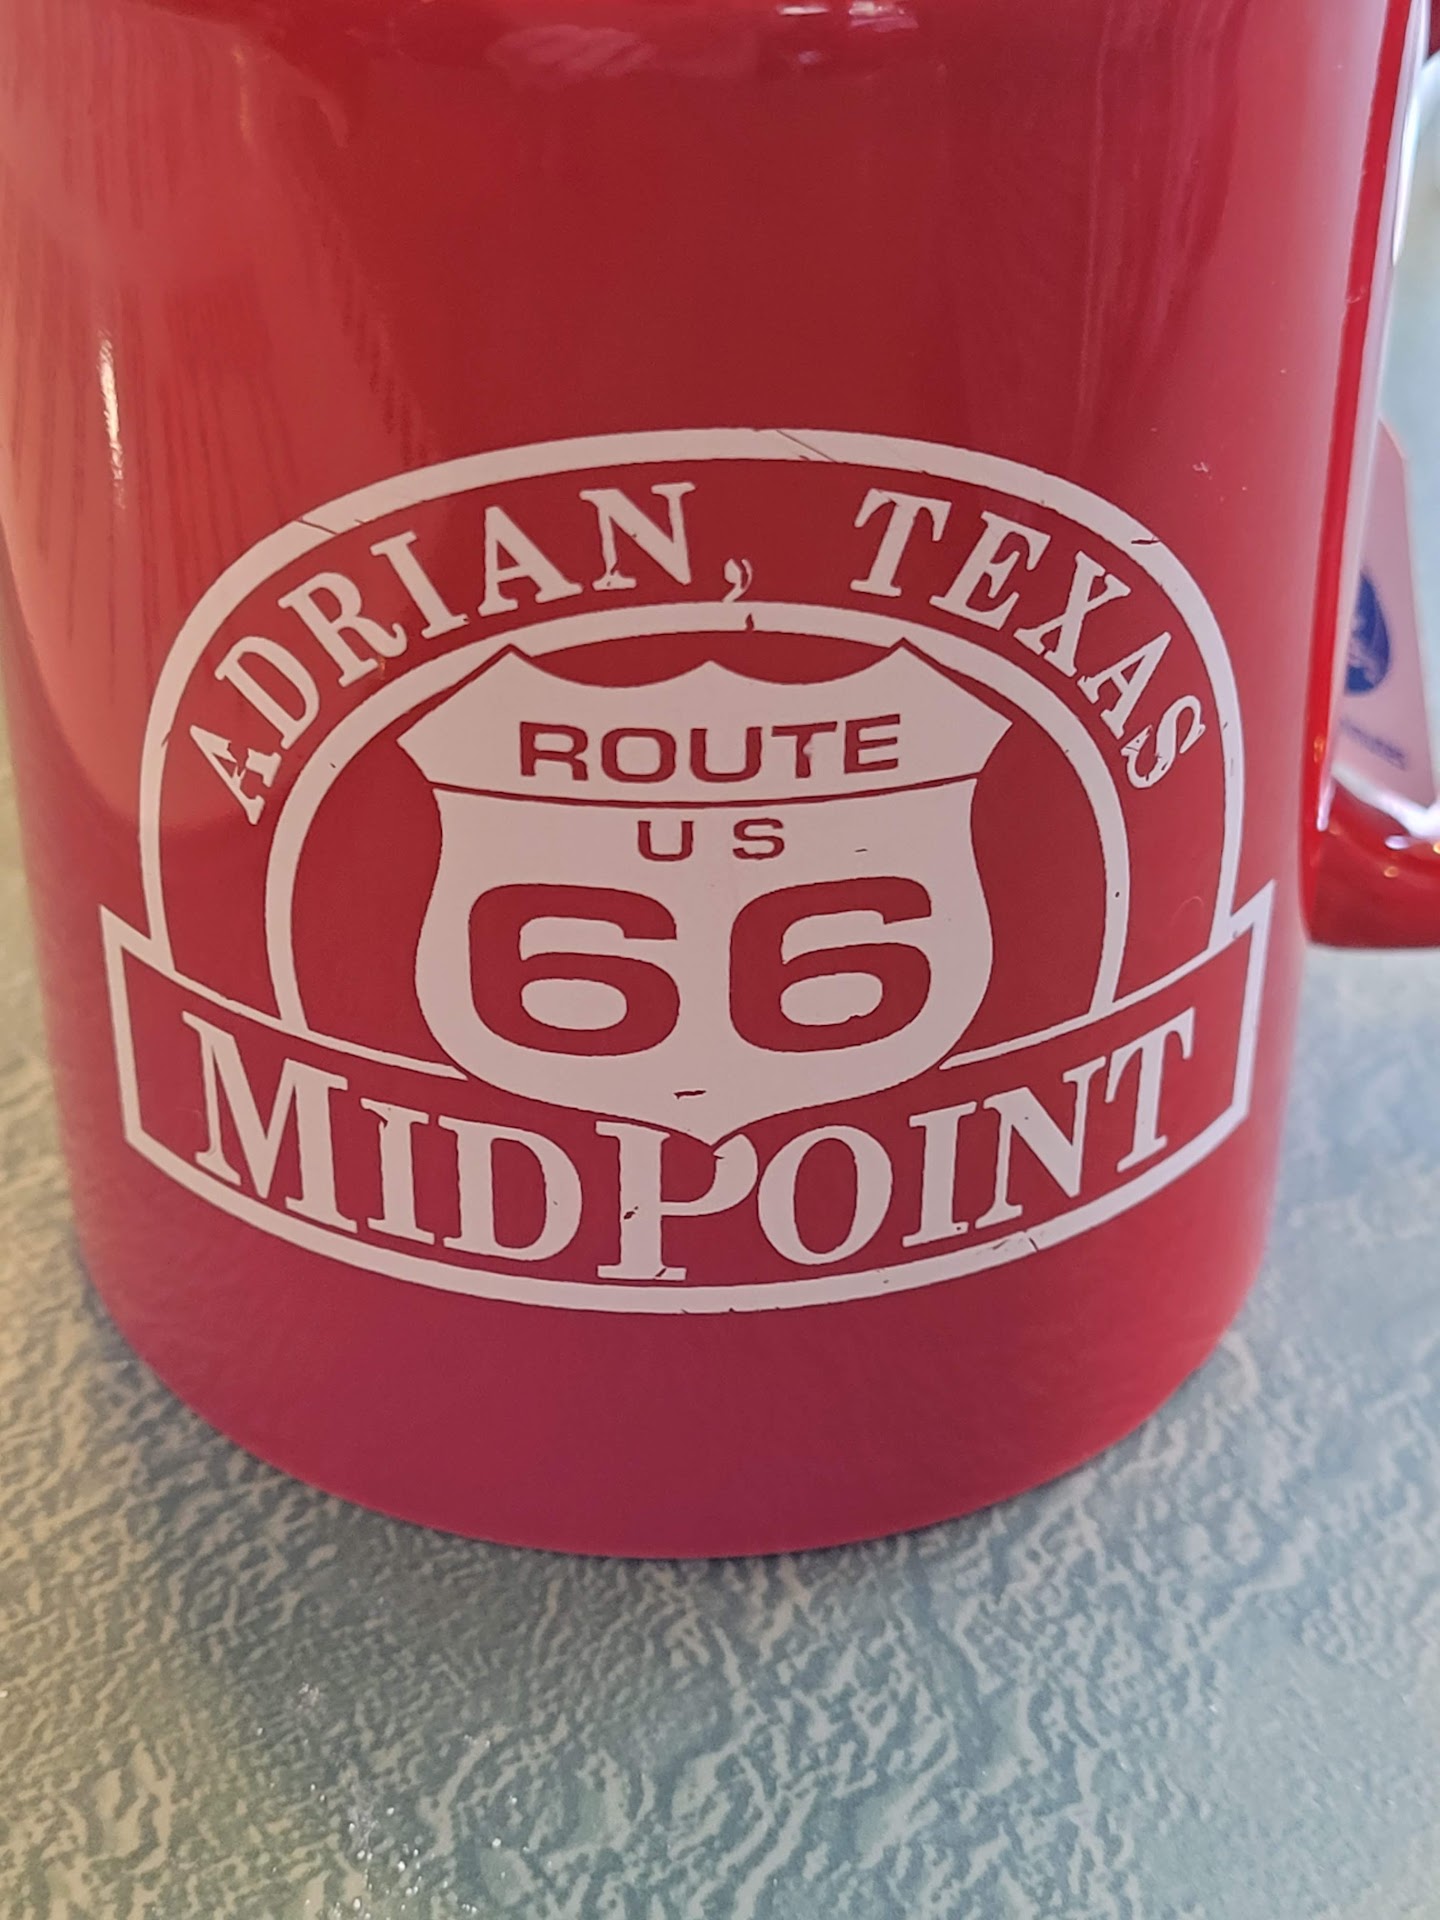 ADRIAN, TEXAS
ROUTE
US
66
MIDPOINT